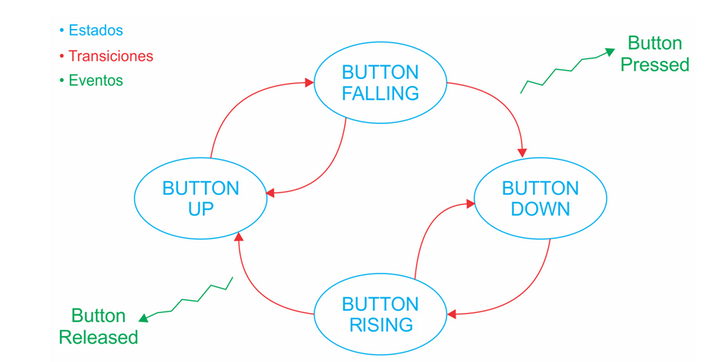 • Estados
• Transiciones
• Eventos
Button
Pressed
BUTTON
FALLING
BUTTON
UP
BUTTON
DOWN
BUTTON
RISING
Button
Released